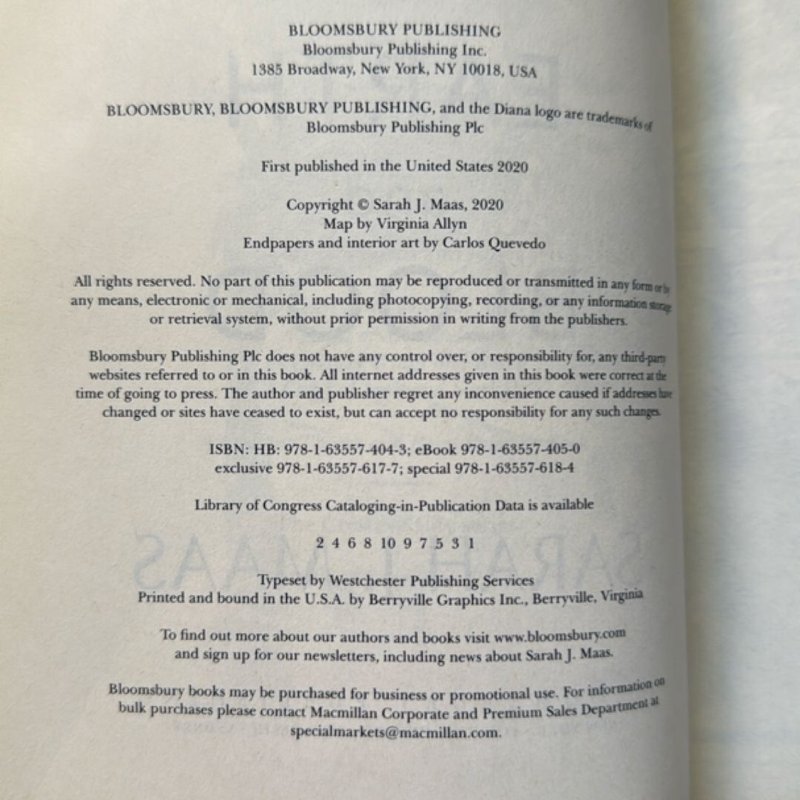 BLOOMSBURY PUBLISHING
Bloomsbury Publishing Inc.
1385 Broadway, New York, NY 10018, USA
BLOOMSBURY, BLOOMSBURY PUBLISHING, and the Diana logo are trademarks of
Bloomsbury Publishing Plc
First published in the United States 2020
Copyright © Sarah J. Maas, 2020
Map by Virginia Allyn
Endpapers and interior art by Carlos Quevedo
All rights reserved. No part of this publication may be reproduced or transmitted in any form or by
any means, electronic or mechanical, including photocopying, recording, or any information storage
or retrieval system, without prior permission in writing from the publishers.
Bloomsbury Publishing Plc does not have any control over, or responsibility for, any third-party
websites referred to or in this book. All internet addresses given in this book were correct at the
time of going to press. The author and publisher regret any inconvenience caused if addresses have
changed or sites have ceased to exist, but can accept no responsibility for any such changes.
ISBN: HB: 978-1-63557-404-3; eBook 978-1-63557-405-0
exclusive 978-1-63557-617-7; special 978-1-63557-618-4
Library of Congress Cataloging-in-Publication Data is available
2 4 6 8 10 9 7 5 3 1
Typeset by Westchester Publishing Services
Printed and bound in the U.S.A. by Berryville Graphics Inc., Berryville, Virginia
To find out more about our authors and books visit www.bloomsbury.com
and sign up for our newsletters, including news about Sarah J. Maas.
Bloomsbury books may be purchased for business or promotional use. For information on
bulk purchases please contact Macmillan Corporate and Premium Sales Department at
specialmarkets@macmillan.com.
SARAH J. MAAS